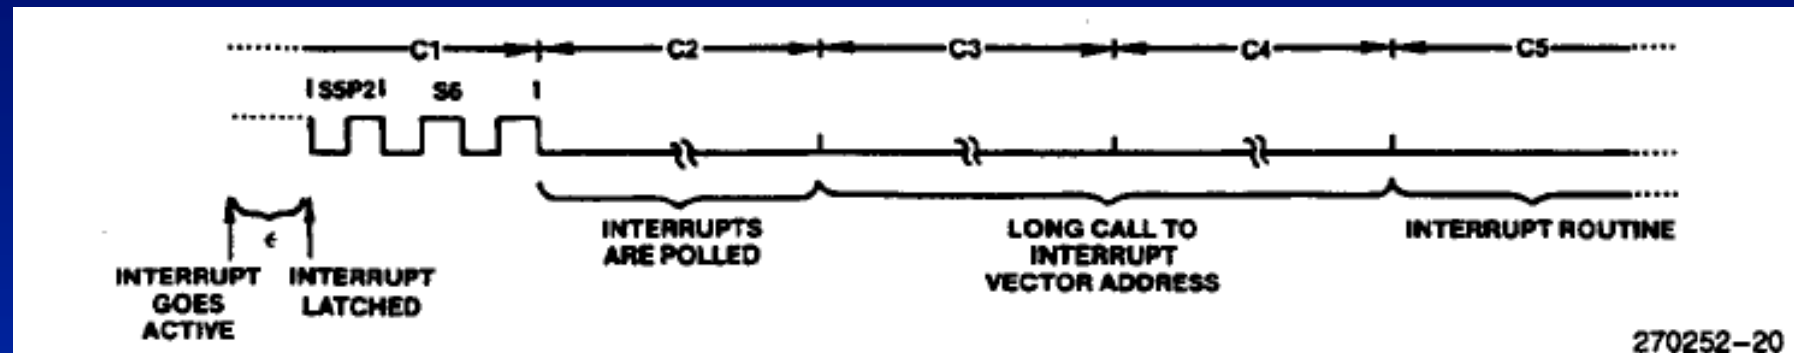 C1 C2 C3 C4 C5
S5P2 S6
ε
INTERRUPT
GOES
ACTIVE
INTERRUPT
LATCHED
INTERRUPTS
ARE POLLED
LONG CALL TO
INTERRUPT
VECTOR ADDRESS
INTERRUPT ROUTINE
270252–20